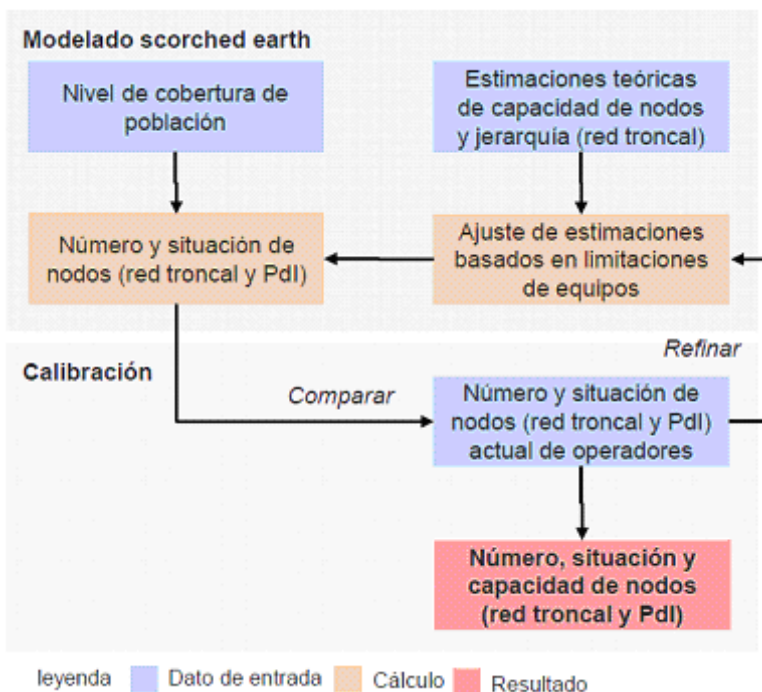 Modelado scorched earth
Nivel de cobertura de
población
Estimaciones teóricas
de capacidad de nodos
y jerarquía (red troncal)
Número y situación de
nodos (red troncal y PdI)
Ajuste de estimaciones
basados en limitaciones
de equipos
Refinar
Calibración
Comparar
Número y situación de
nodos (red troncal y PdI)
actual de operadores
Número, situación y
capacidad de nodos
(red troncal y PdI)
leyenda
Dato de entrada
Cálculo
Resultado